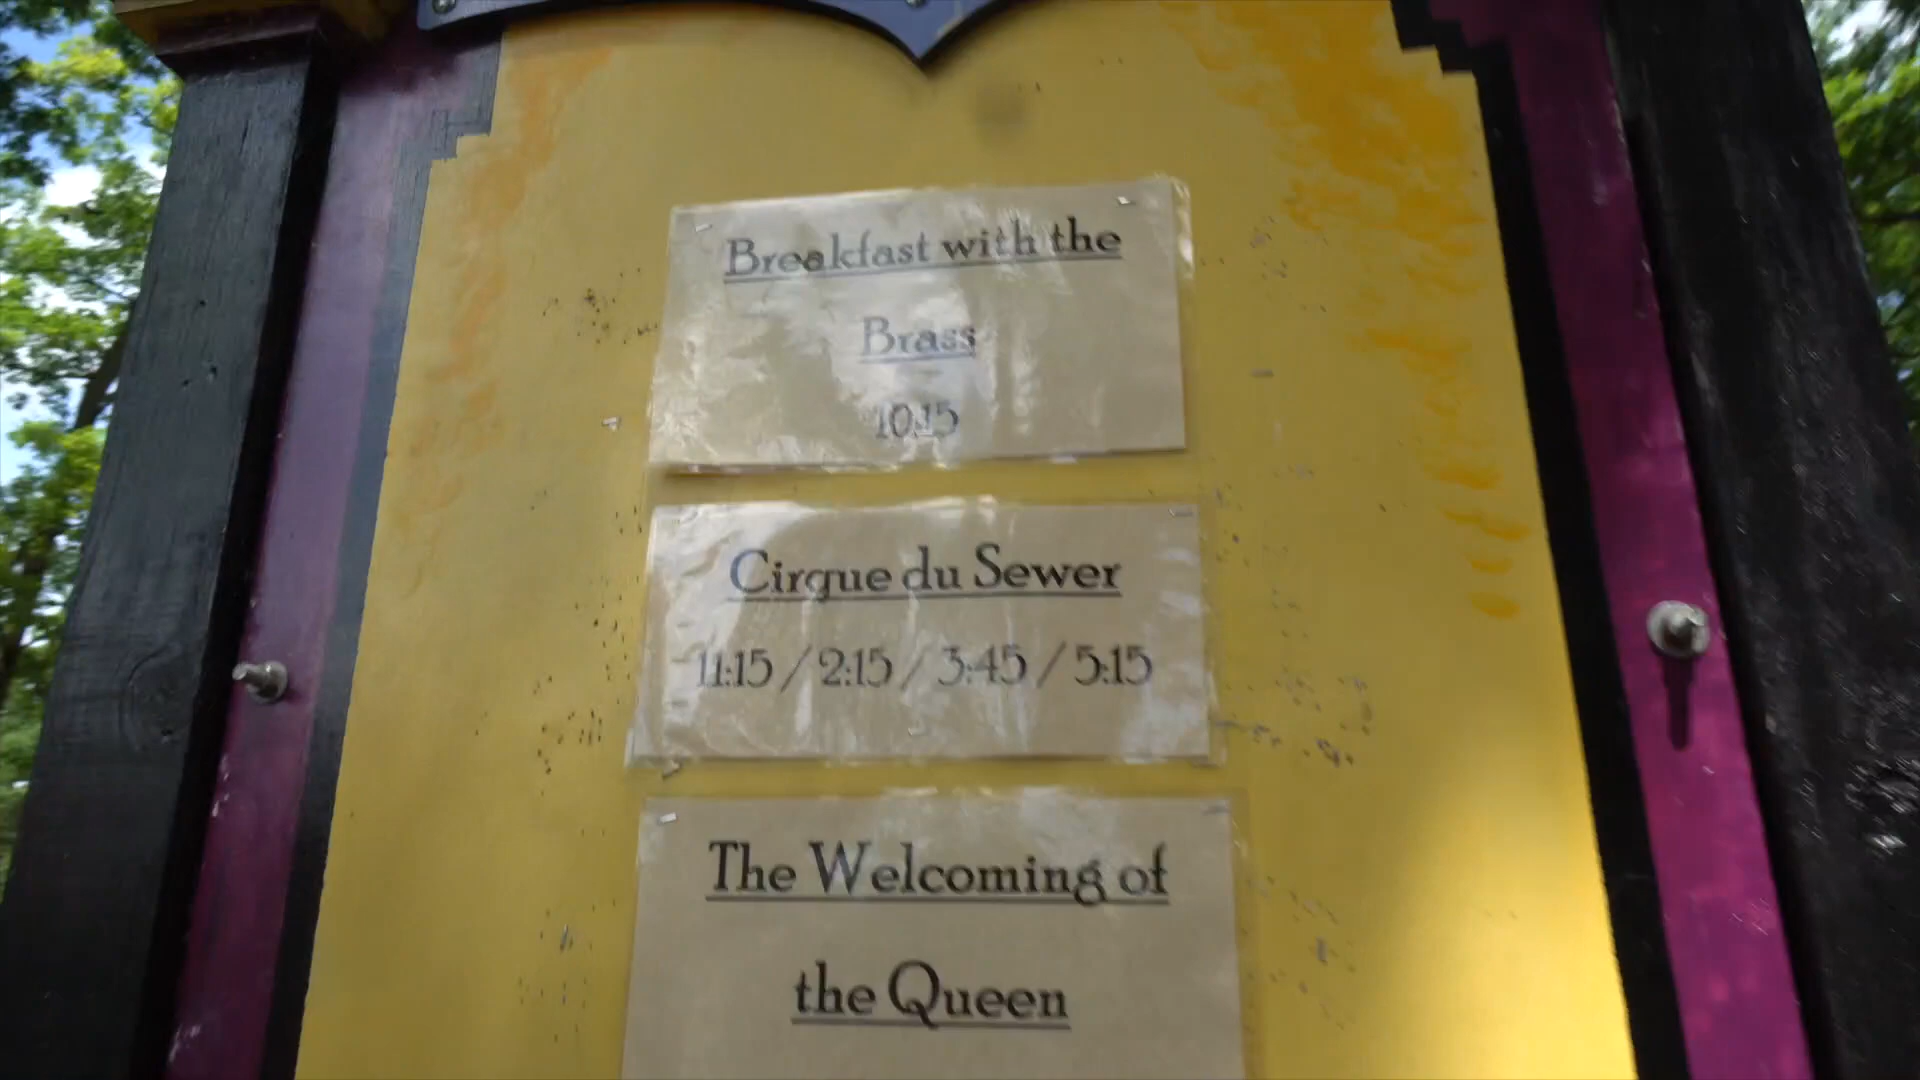 Breakfast with the
Brass
10:15
Cirque du Sewer
11:15 / 2:15 / 3:45 / 5:15
The Welcoming of
the Queen